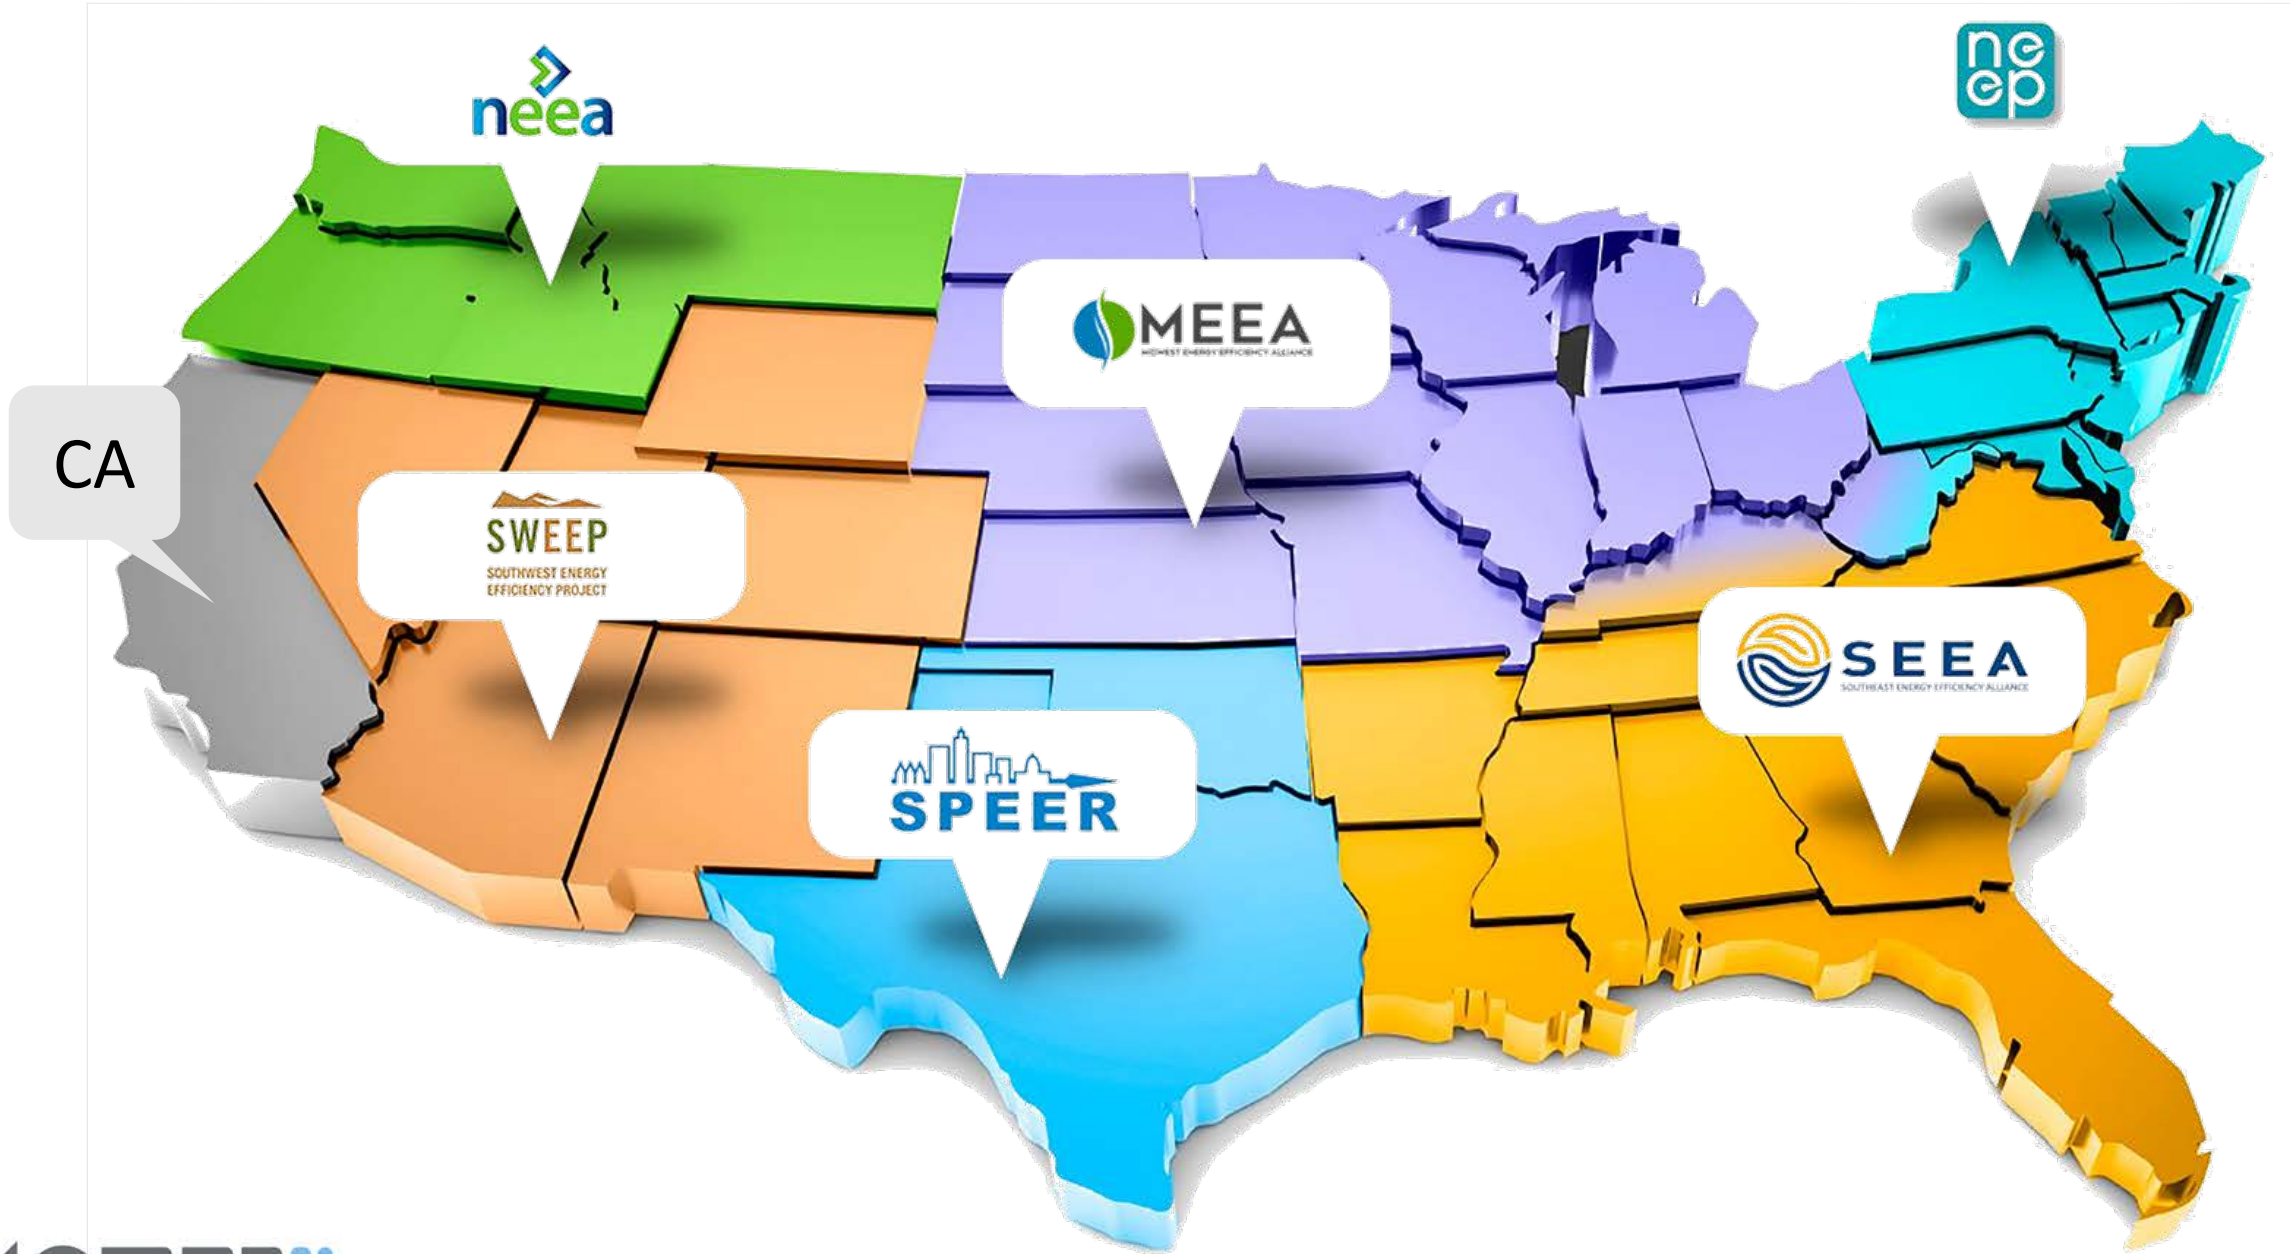 neea
ne
ep
MEEA
MIDWEST ENERGY EFFICIENCY ALLIANCE
CA
SWEEP
SOUTHWEST ENERGY
EFFICIENCY PROJECT
SEEA
SOUTHEAST ENERGY EFFICIENCY ALLIANCE
SPEER